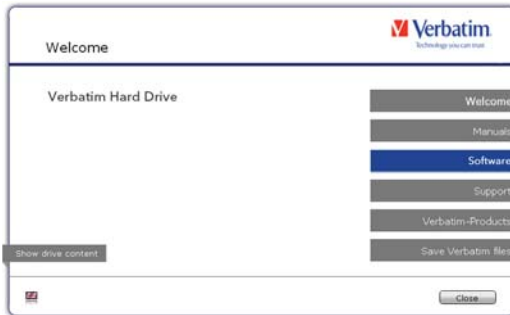 Welcome
Verbatim.
Technology you can trust
Verbatim Hard Drive
Welcome
Manuals
Software
Support
Verbatim-Products
Save Verbatim files
Show drive content
Close